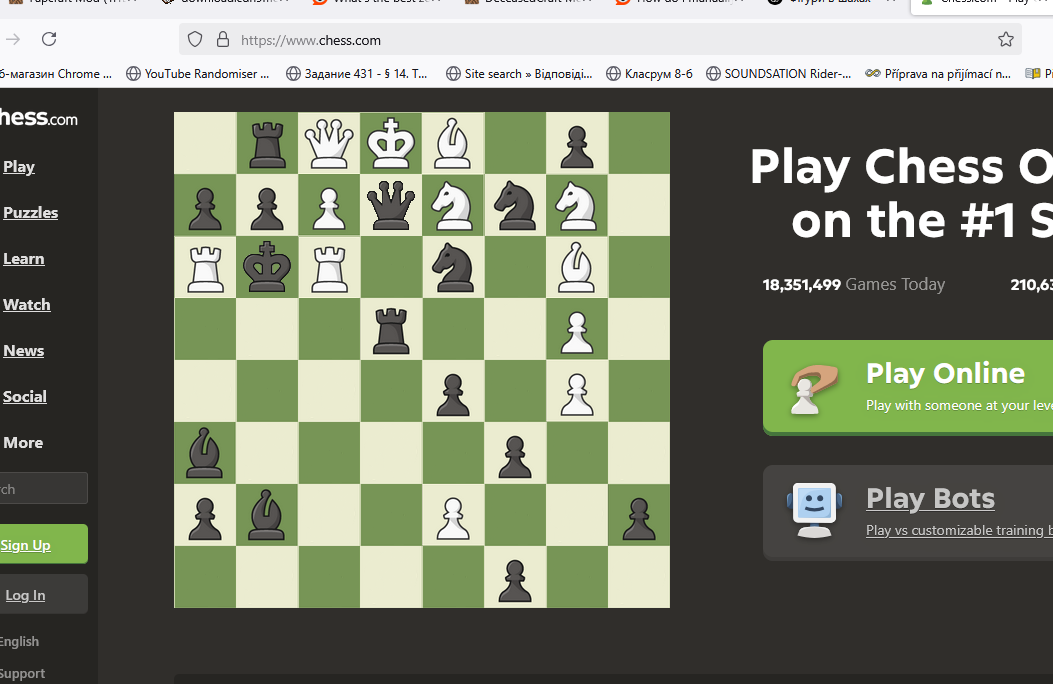 https://www.chess.com
б-магазин Chrome ...
YouTube Randomiser ...
Задание 431 - § 14. Т...
Site search » Відповіді...
Класрум 8-б
SOUNDSATION Rider-...
Příprava na přijímací n...
hess.com
Play
Puzzles
Learn
Watch
News
Social
More
rch
Sign Up
Log In
English
Support
Play Chess O
on the #1 S
18,351,499 Games Today
210,63
Play Online
Play with someone at your leve
Play Bots
Play vs customizable training b